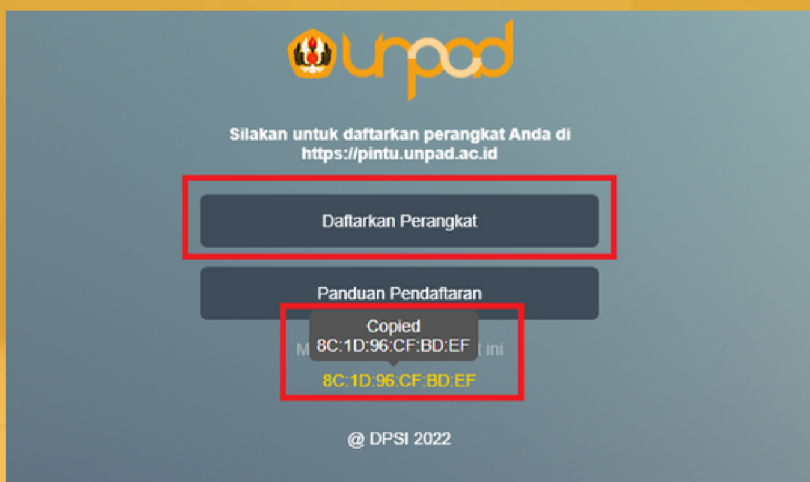 unpad
Silakan untuk daftarkan perangkat Anda di
https://pintu.unpad.ac.id
Daftarkan Perangkat
Panduan Pendaftaran
Copied
8C:1D:96:CF:BD:EF
ini
8C:1D:96:CF:BD:EF
@ DPSI 2022